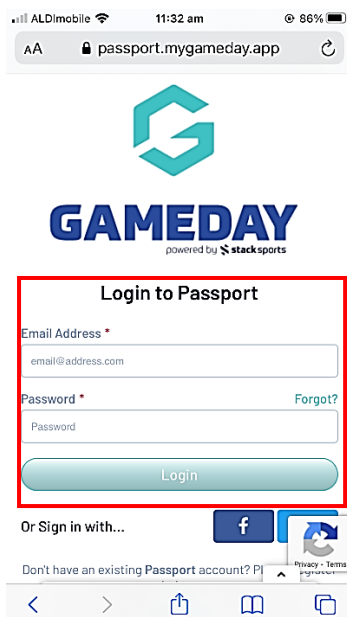 ALDImobile 11:32 am 86%
AA passport.mygameday.app
GAMEDAY
powered by stacksports
Login to Passport
Email Address *
email@address.com
Password * Forgot?
Password
Login
Or Sign in with...
f
Privacy - Terms
Don't have an existing Passport account?